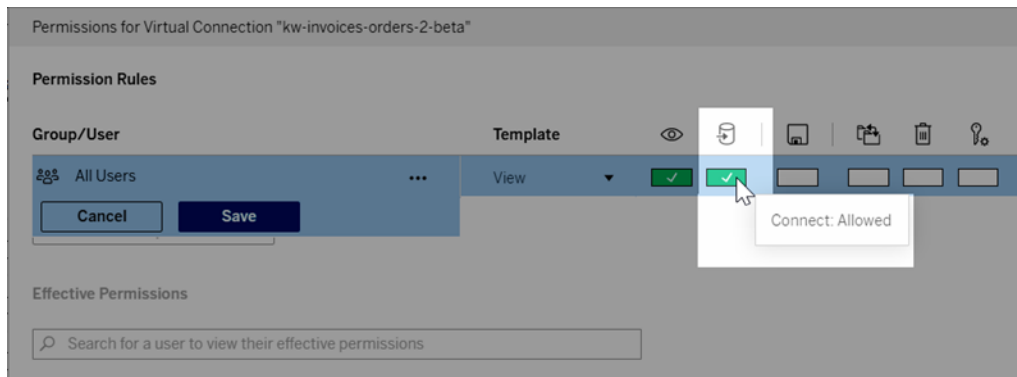 Permissions for Virtual Connection "kw-invoices-orders-2-beta"
Permission Rules
Group/User Template
All Users ••• View
Cancel Save
Connect: Allowed
Effective Permissions
Search for a user to view their effective permissions